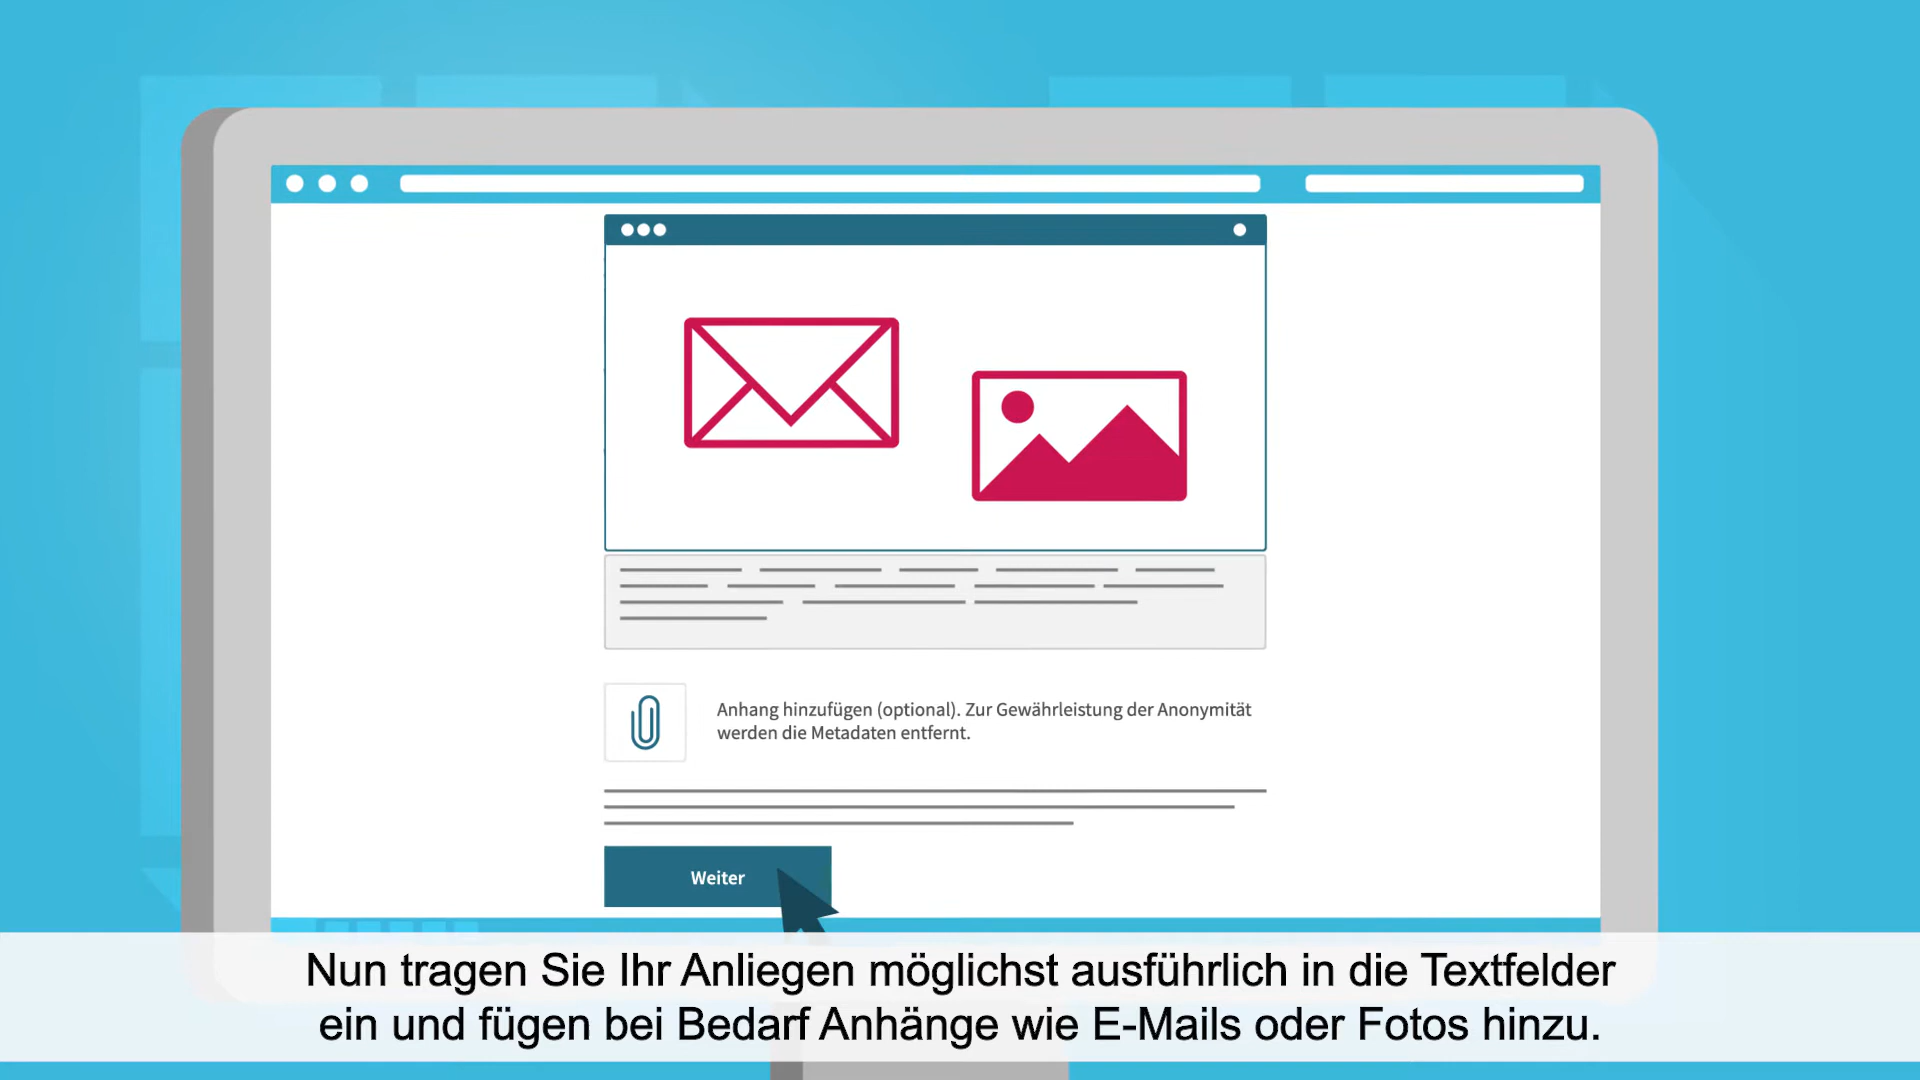 Anhang hinzufügen (optional). Zur Gewährleistung der Anonymität
werden die Metadaten entfernt.
Weiter
Nun tragen Sie Ihr Anliegen möglichst ausführlich in die Textfelder
ein und fügen bei Bedarf Anhänge wie E-Mails oder Fotos hinzu.